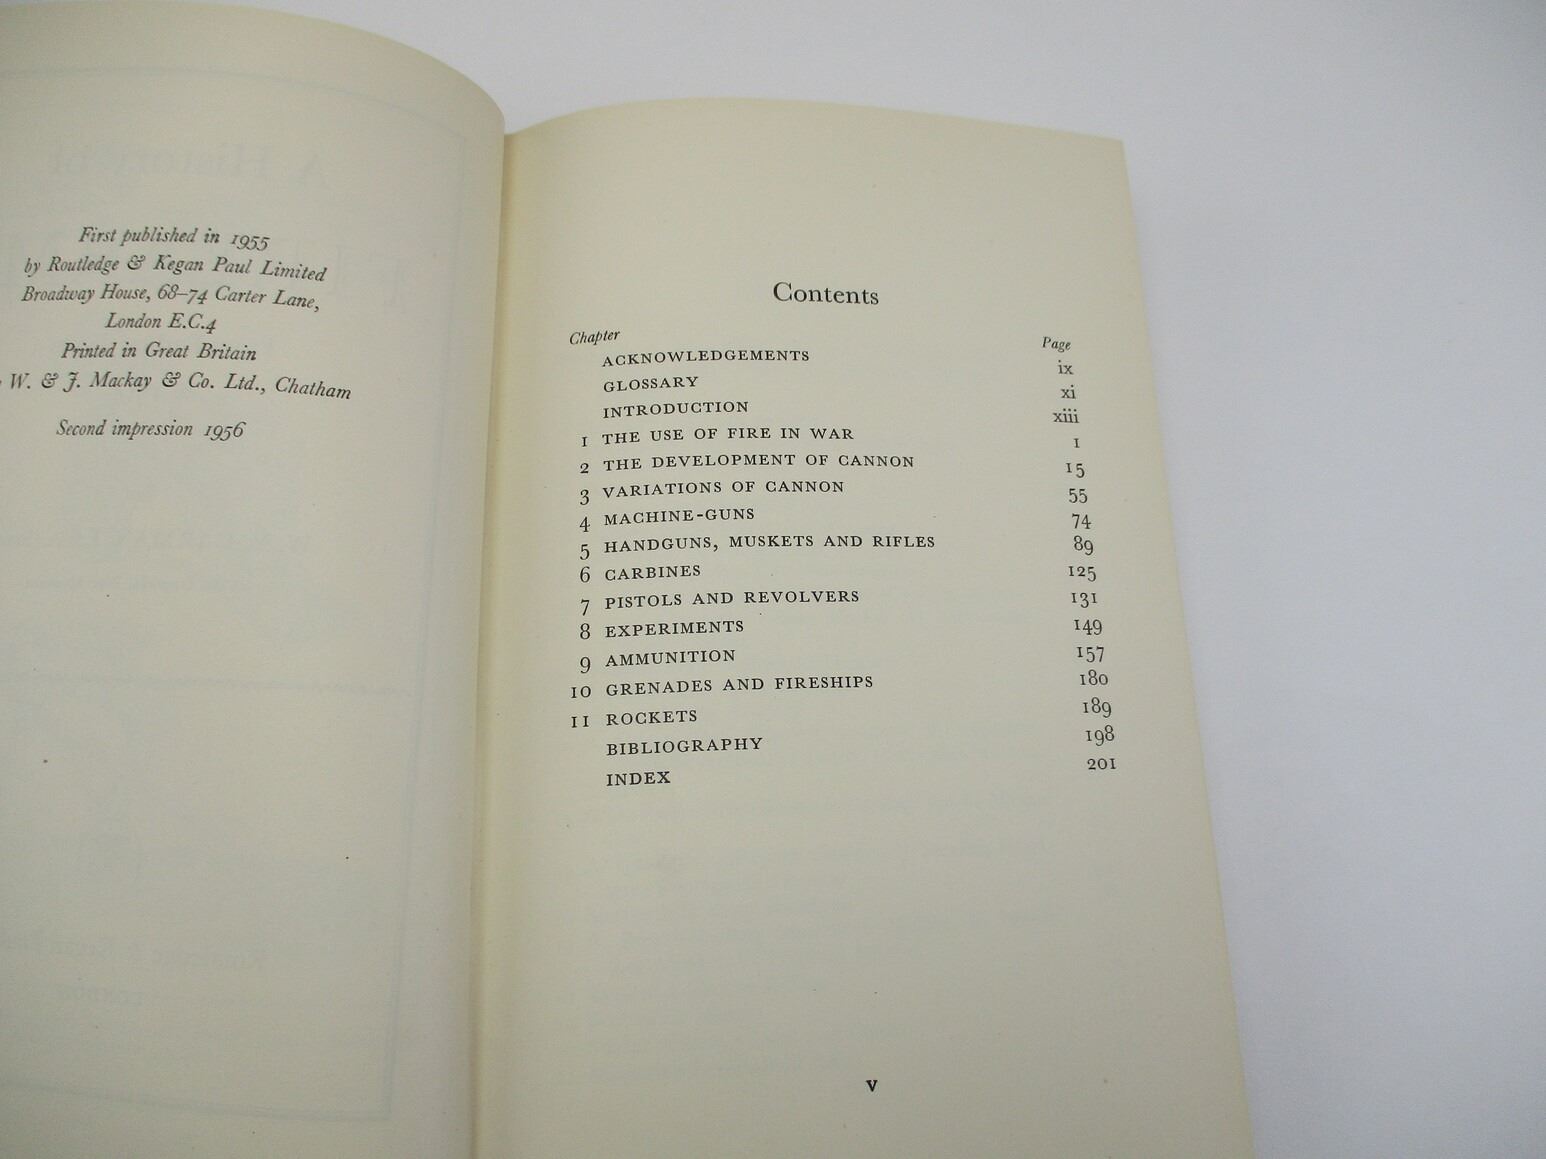 First published in 1955
by Routledge & Kegan Paul Limited
Broadway House, 68–74 Carter Lane,
London E.C.4
Printed in Great Britain
W. & J. Mackay & Co. Ltd., Chatham
Second impression 1956
Contents
Chapter Page
ACKNOWLEDGEMENTS ix
GLOSSARY xi
INTRODUCTION xiii
1 THE USE OF FIRE IN WAR 1
2 THE DEVELOPMENT OF CANNON 15
3 VARIATIONS OF CANNON 55
4 MACHINE-GUNS 74
5 HANDGUNS, MUSKETS AND RIFLES 89
6 CARBINES 125
7 PISTOLS AND REVOLVERS 131
8 EXPERIMENTS 149
9 AMMUNITION 157
10 GRENADES AND FIRESHIPS 180
11 ROCKETS 189
BIBLIOGRAPHY 198
INDEX 201
v